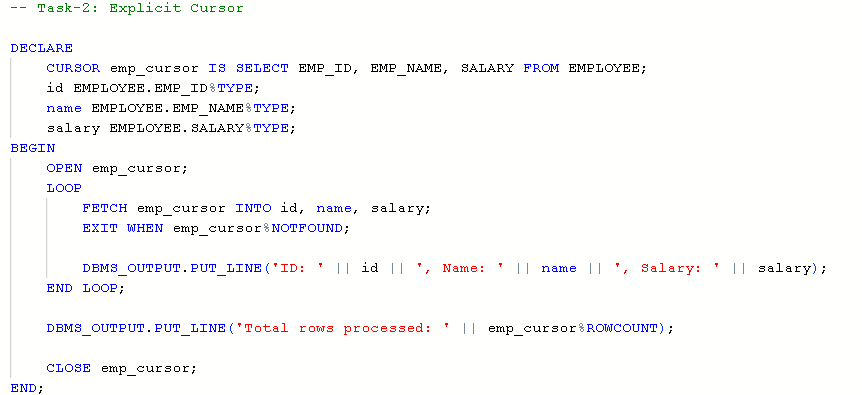 -- Task-2: Explicit Cursor
DECLARE
    CURSOR emp_cursor IS SELECT EMP_ID, EMP_NAME, SALARY FROM EMPLOYEE;
    id EMPLOYEE.EMP_ID%TYPE;
    name EMPLOYEE.EMP_NAME%TYPE;
    salary EMPLOYEE.SALARY%TYPE;
BEGIN
    OPEN emp_cursor;
    LOOP
        FETCH emp_cursor INTO id, name, salary;
        EXIT WHEN emp_cursor%NOTFOUND;
        DBMS_OUTPUT.PUT_LINE('ID: ' || id || ', Name: ' || name || ', Salary: ' || salary);
    END LOOP;
    DBMS_OUTPUT.PUT_LINE('Total rows processed: ' || emp_cursor%ROWCOUNT);
    CLOSE emp_cursor;
END;